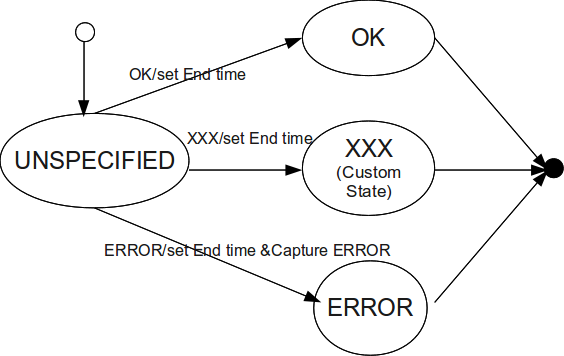 OK
OK/set End time
XXX/set End time
UNSPECIFIED
XXX
(Custom
State)
ERROR/set End time &Capture ERROR
ERROR